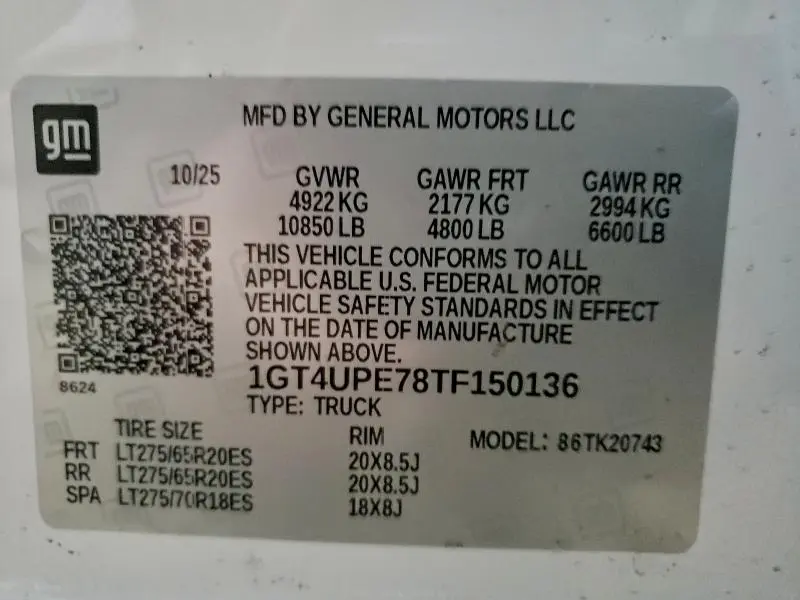 gm
MFD BY GENERAL MOTORS LLC
10/25 GVWR GAWR FRT GAWR RR
4922 KG 2177 KG 2994 KG
10850 LB 4800 LB 6600 LB
THIS VEHICLE CONFORMS TO ALL
APPLICABLE U.S. FEDERAL MOTOR
VEHICLE SAFETY STANDARDS IN EFFECT
ON THE DATE OF MANUFACTURE
SHOWN ABOVE.
8624
1GT4UPE78TF150136
TYPE: TRUCK
TIRE SIZE RIM MODEL: 86TK20743
FRT LT275/65R20ES 20X8.5J
RR LT275/65R20ES 20X8.5J
SPA LT275/70R18ES 18X8J